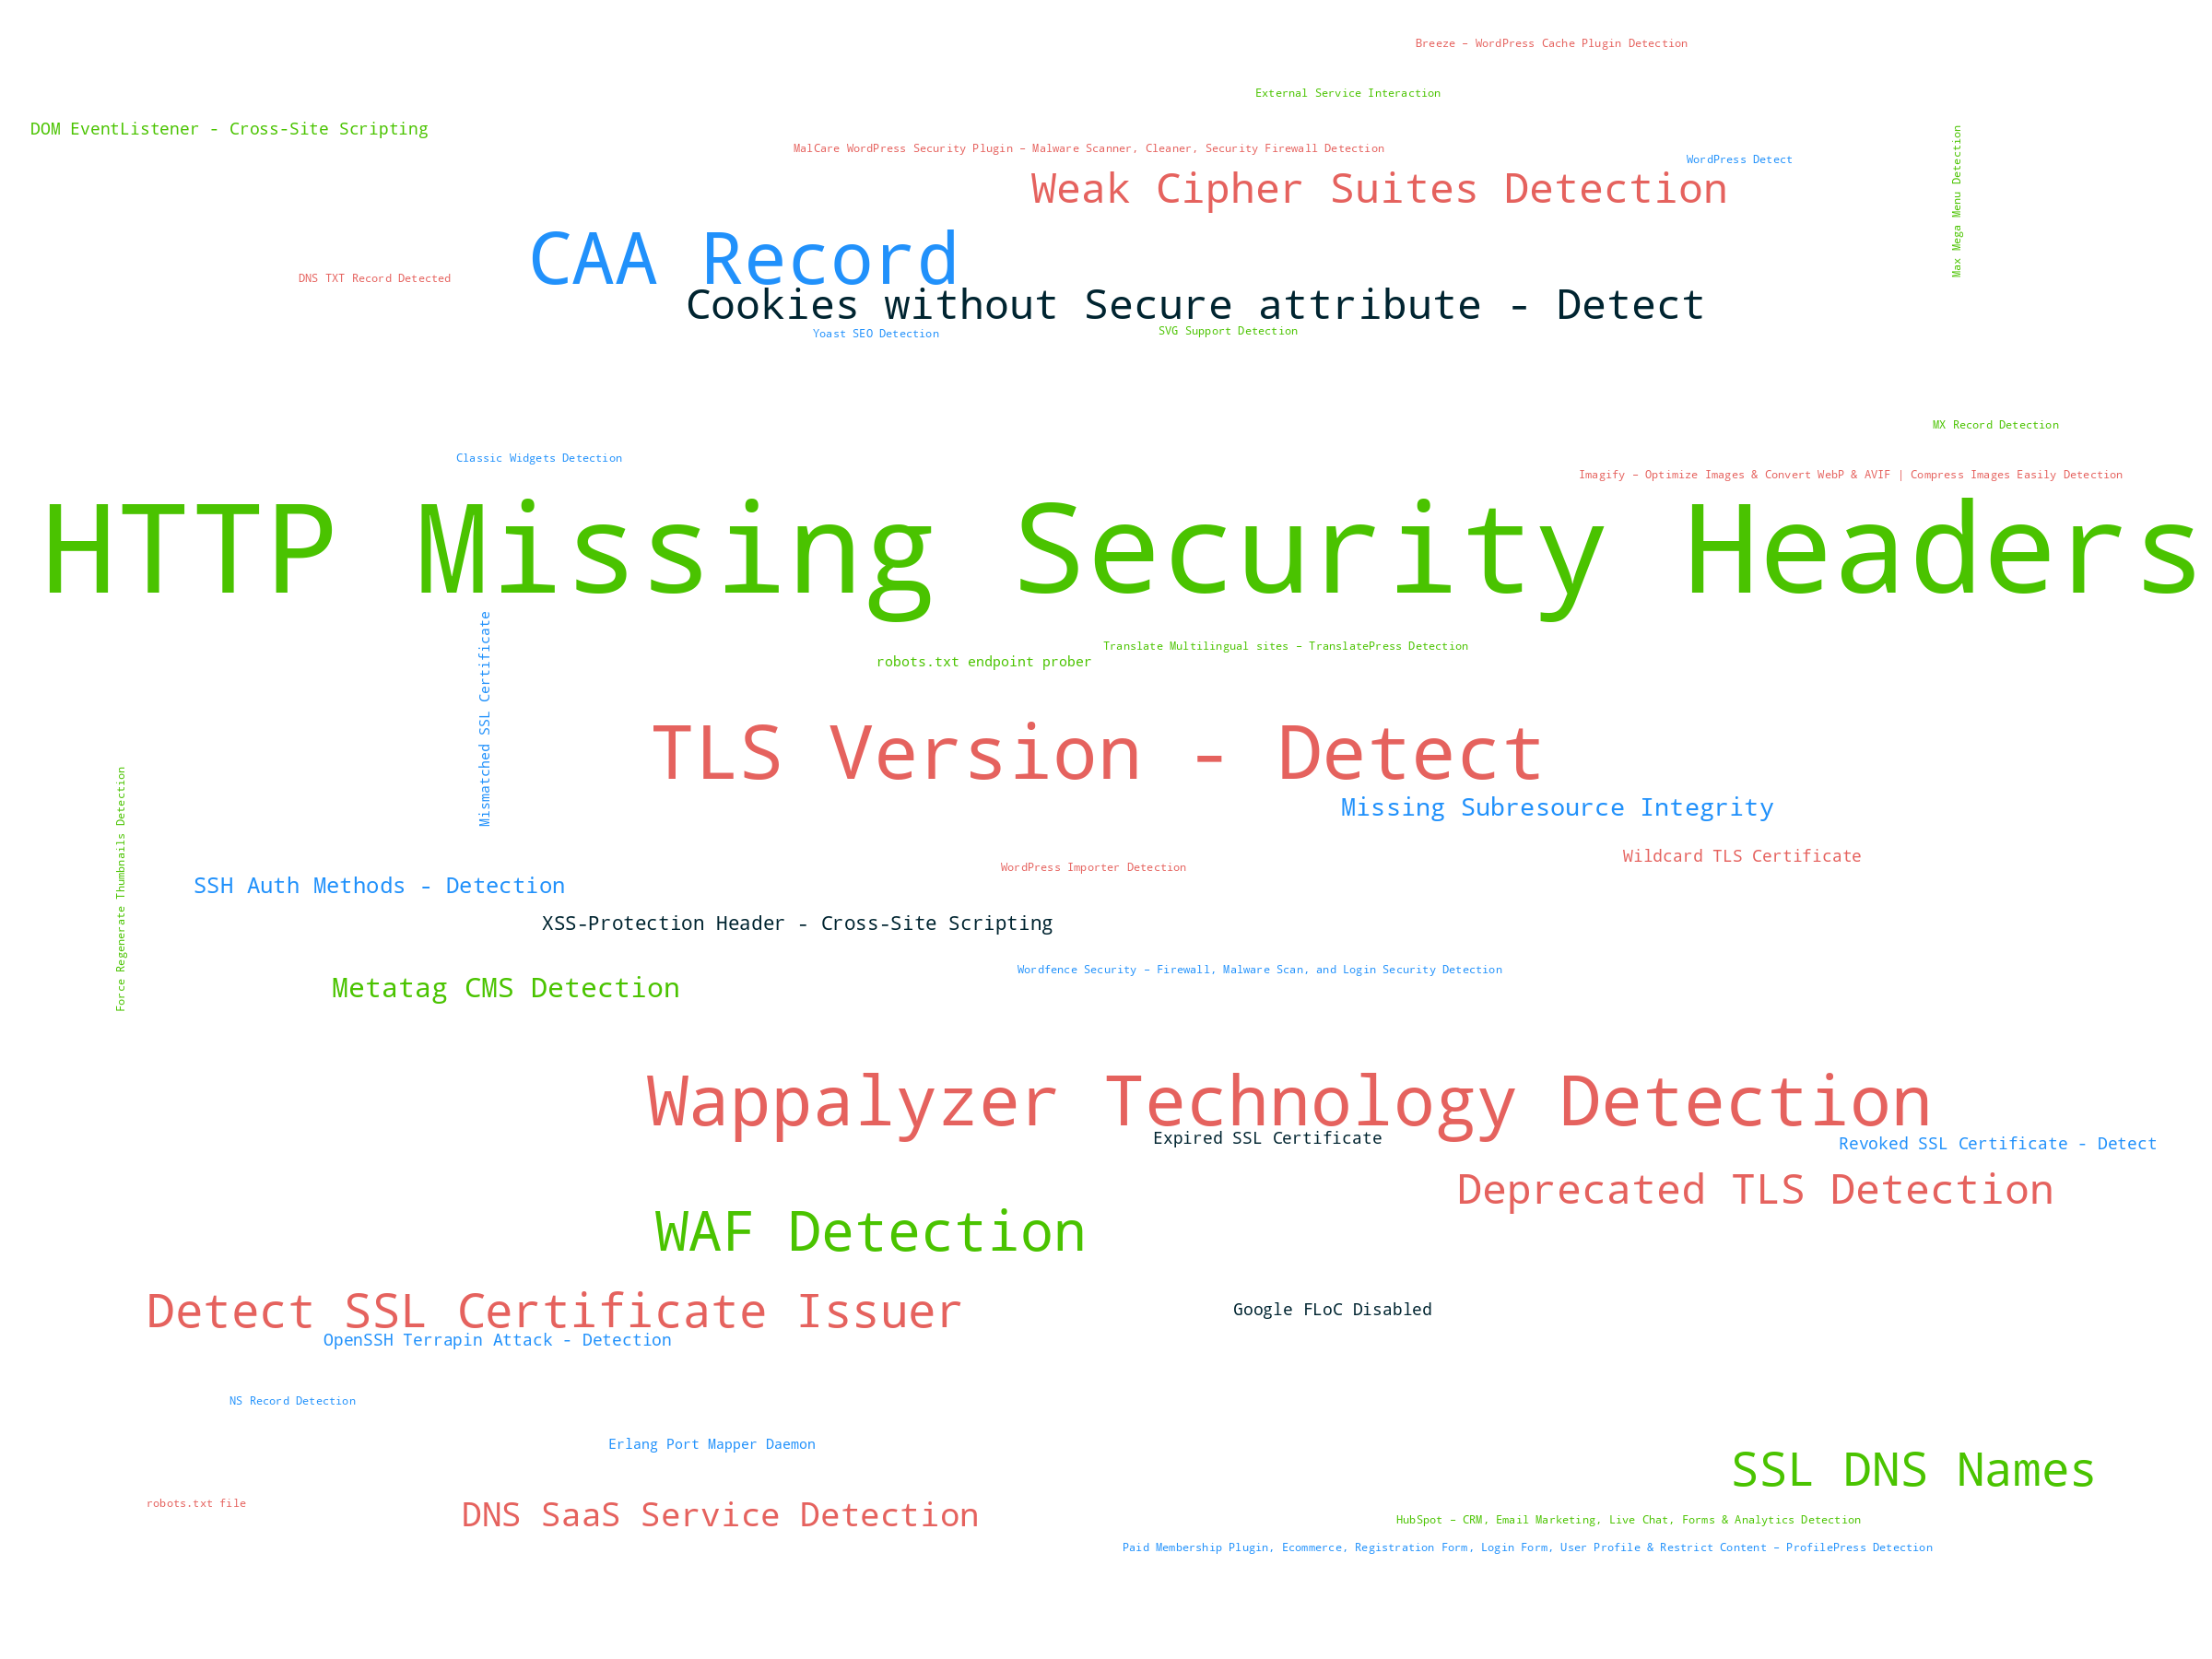 Breeze – WordPress Cache Plugin Detection
External Service Interaction
DOM EventListener - Cross-Site Scripting
MalCare WordPress Security Plugin – Malware Scanner, Cleaner, Security Firewall Detection
WordPress Detect
Max Mega Menu Detection
Weak Cipher Suites Detection
CAA Record
DNS TXT Record Detected
Cookies without Secure attribute - Detect
Yoast SEO Detection
SVG Support Detection
MX Record Detection
Classic Widgets Detection
Imagify – Optimize Images & Convert WebP & AVIF | Compress Images Easily Detection
HTTP Missing Security Headers
Mismatched SSL Certificate
Translate Multilingual sites – TranslatePress Detection
robots.txt endpoint prober
TLS Version - Detect
Missing Subresource Integrity
Force Regenerate Thumbnails Detection
Wildcard TLS Certificate
WordPress Importer Detection
SSH Auth Methods - Detection
XSS-Protection Header - Cross-Site Scripting
Wordfence Security – Firewall, Malware Scan, and Login Security Detection
Metatag CMS Detection
Wappalyzer Technology Detection
Expired SSL Certificate
Revoked SSL Certificate - Detect
Deprecated TLS Detection
WAF Detection
Detect SSL Certificate Issuer
Google FLoC Disabled
OpenSSH Terrapin Attack - Detection
NS Record Detection
Erlang Port Mapper Daemon
SSL DNS Names
robots.txt file
DNS SaaS Service Detection
HubSpot – CRM, Email Marketing, Live Chat, Forms & Analytics Detection
Paid Membership Plugin, Ecommerce, Registration Form, Login Form, User Profile & Restrict Content – ProfilePress Detection